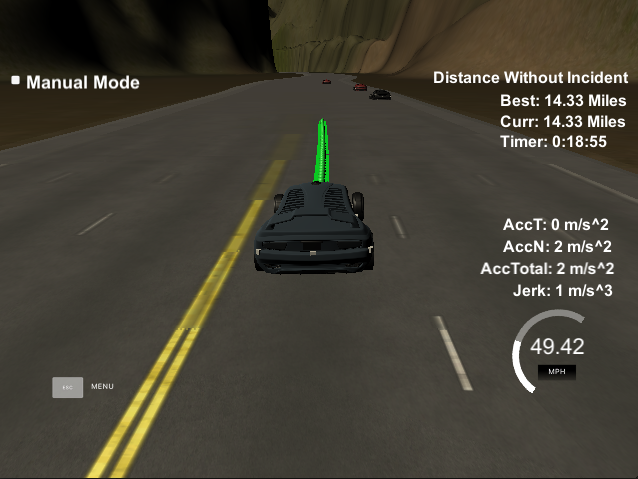 Manual Mode
Distance Without Incident
Best: 14.33 Miles
Curr: 14.33 Miles
Timer: 0:18:55
AccT: 0 m/s^2
AccN: 2 m/s^2
AccTotal: 2 m/s^2
Jerk: 1 m/s^3
49.42
MPH
ESC
MENU